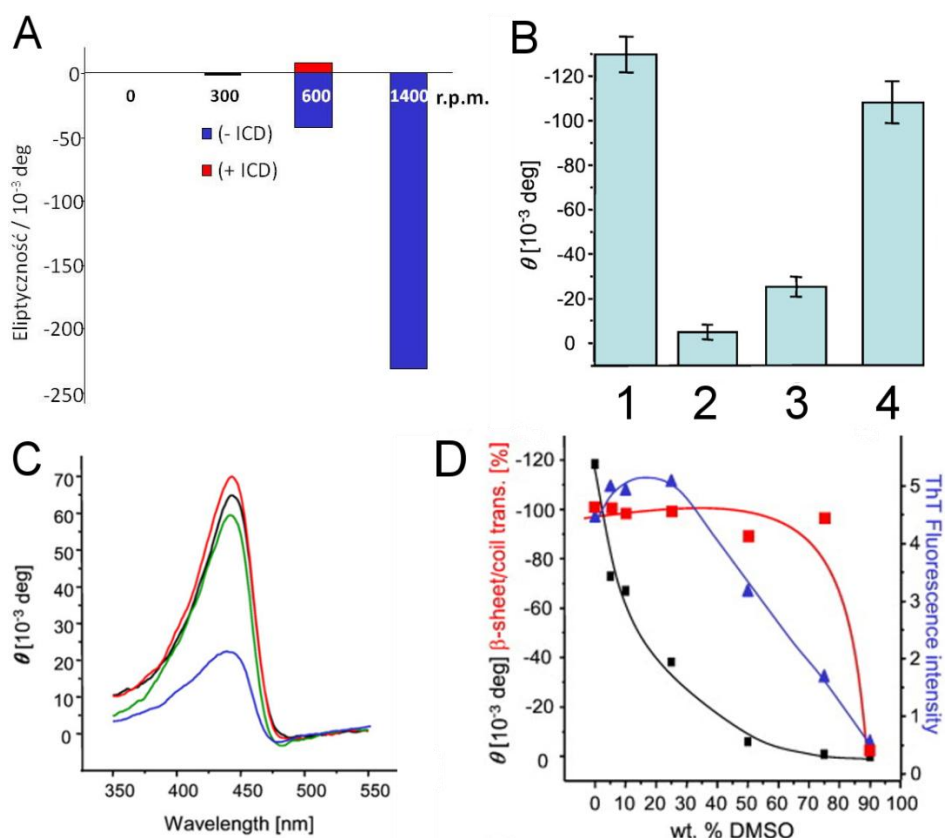 A
0
-50
-100
-150
-200
-250
Eliptyczność / 10⁻³ deg
0 300 600 1400 r.p.m.
(- ICD)
(+ ICD)
B
-120
-100
-80
-60
-40
-20
0
θ [10⁻³ deg]
1 2 3 4
C
70
60
50
40
30
20
10
0
θ [10⁻³ deg]
350 400 450 500 550
Wavelength [nm]
D
-120
-100
-80
-60
-40
-20
0
θ [10⁻³ deg] β-sheet/coil trans. [%]
5
4
3
2
1
0
ThT Fluorescence
intensity
0 10 20 30 40 50 60 70 80 90 100
wt. % DMSO